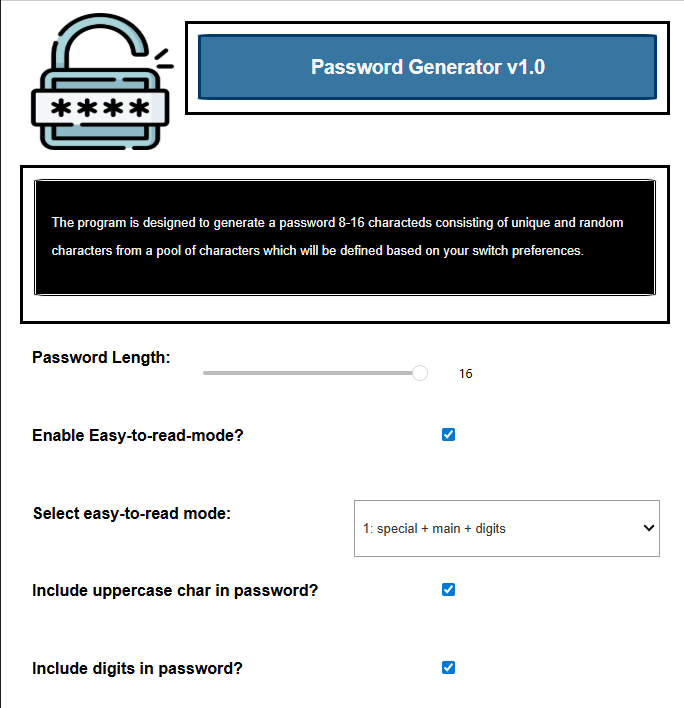 Password Generator v1.0
****
The program is designed to generate a password 8-16 characteds consisting of unique and random
characters from a pool of characters which will be defined based on your switch preferences.
Password Length:
16
Enable Easy-to-read-mode?
Select easy-to-read mode:
1: special + main + digits
Include uppercase char in password?
Include digits in password?